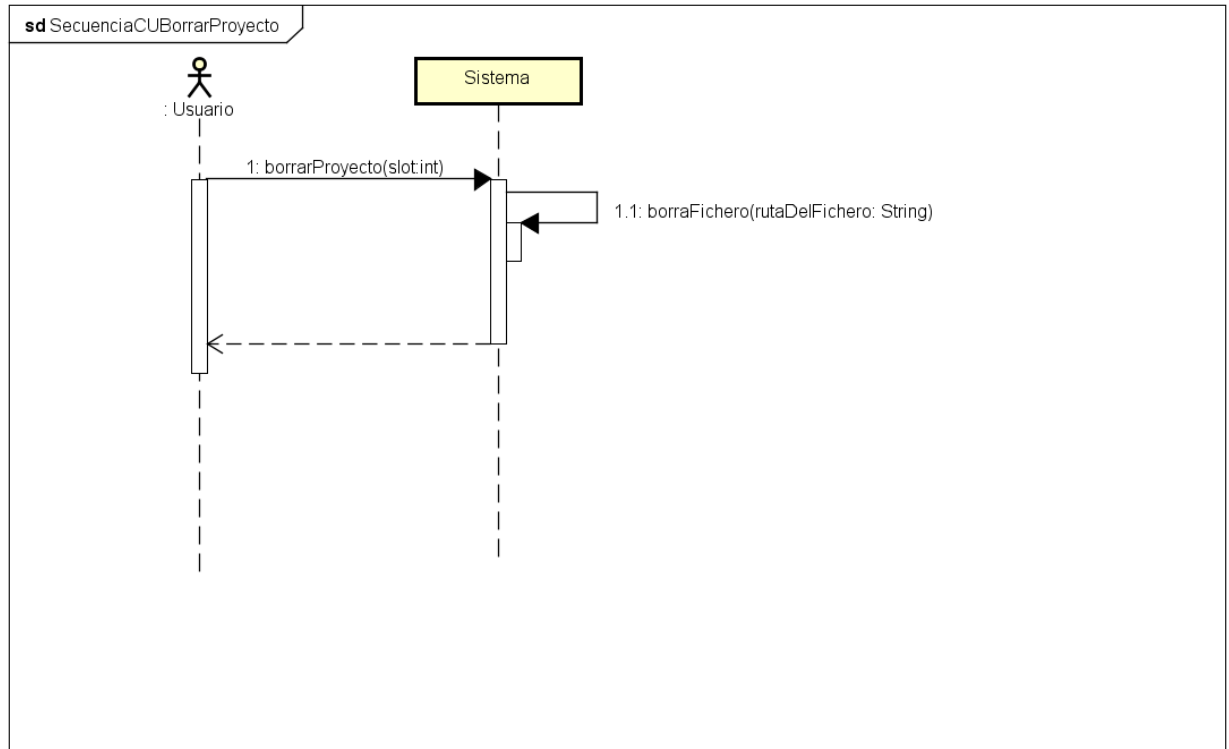 sd SecuenciaCUBorrarProyecto
: Usuario
Sistema
1: borrarProyecto(slot:int)
1.1: borraFichero(rutaDelFichero: String)